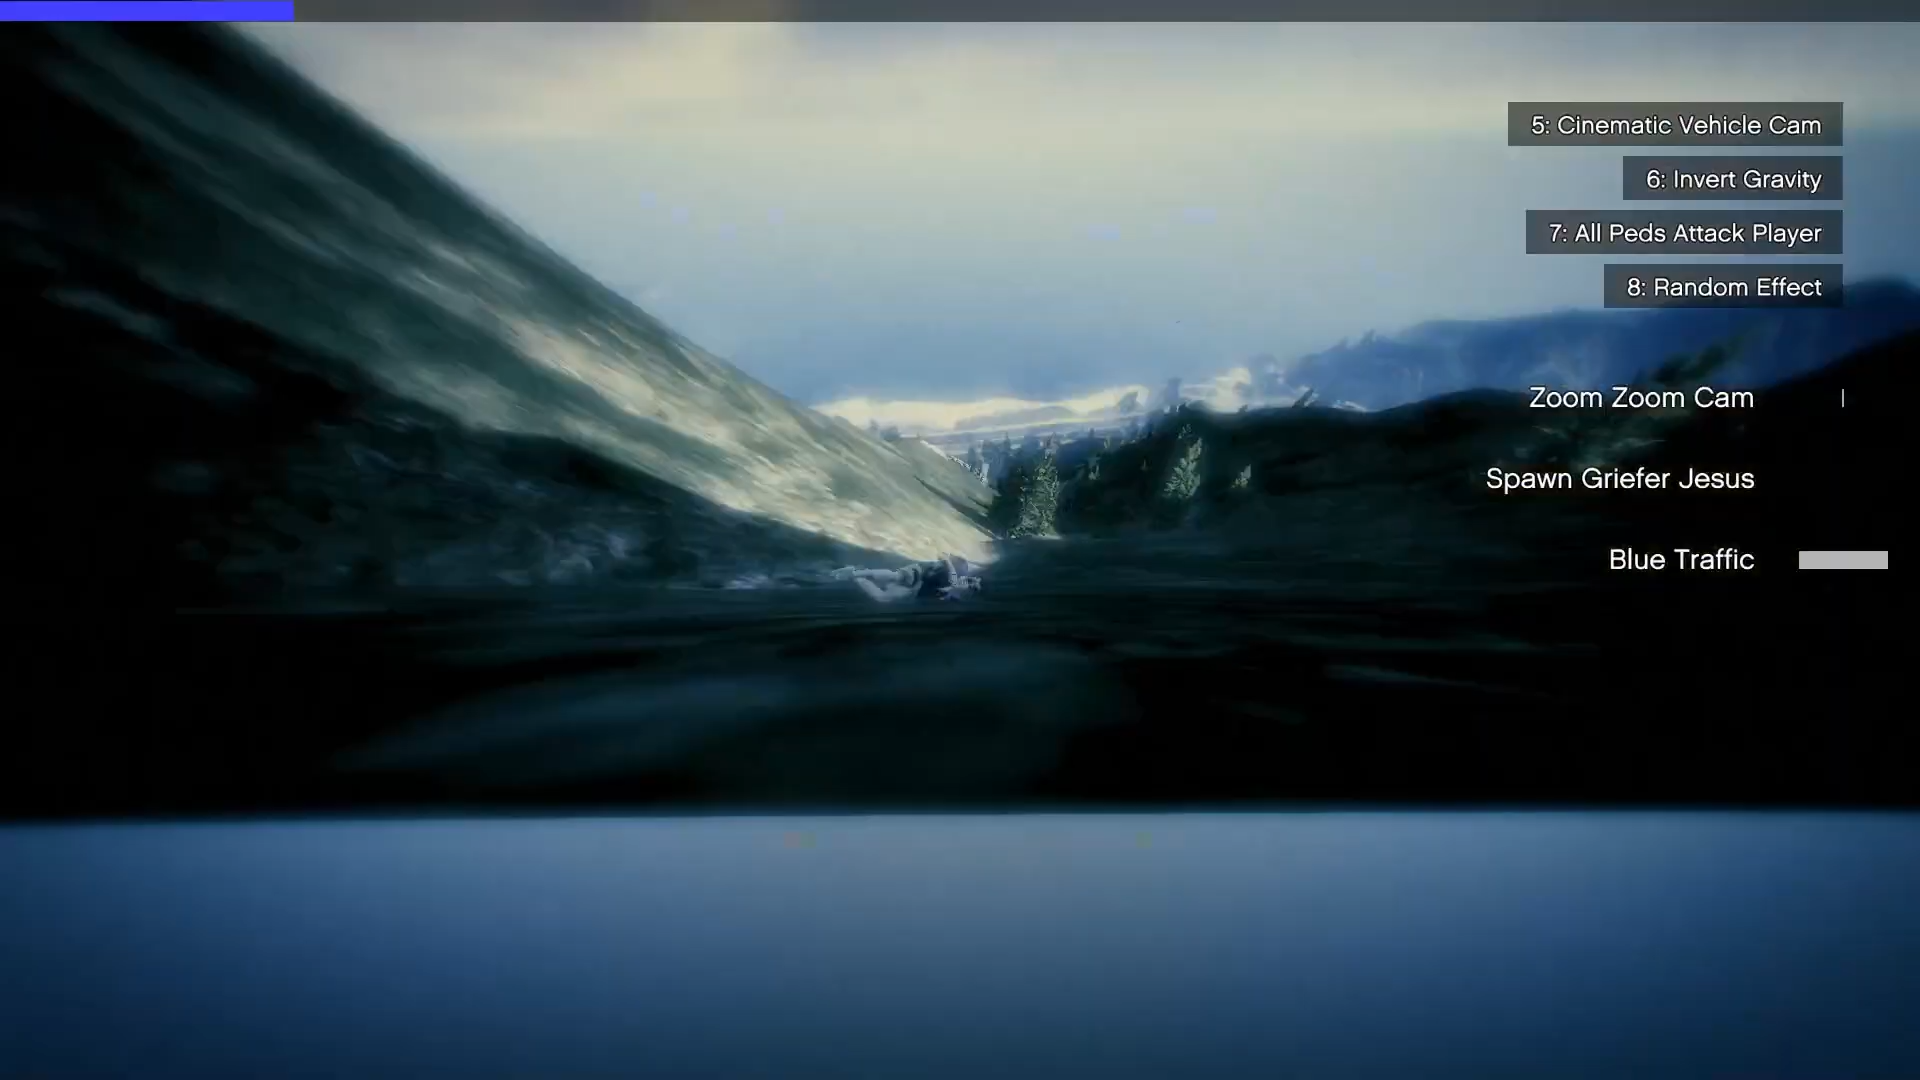 5: Cinematic Vehicle Cam
6: Invert Gravity
7: All Peds Attack Player
8: Random Effect
Zoom Zoom Cam
Spawn Griefer Jesus
Blue Traffic